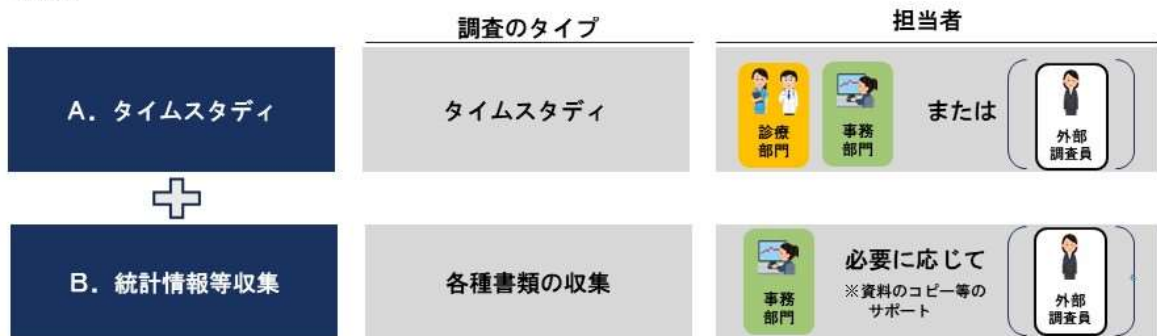 調査のタイプ
担当者
A．タイムスタディ
タイムスタディ
診療
部門
事務
部門
または
外部
調査員
B．統計情報等収集
各種書類の収集
事務
部門
必要に応じて
※資料のコピー等の
サポート
外部
調査員